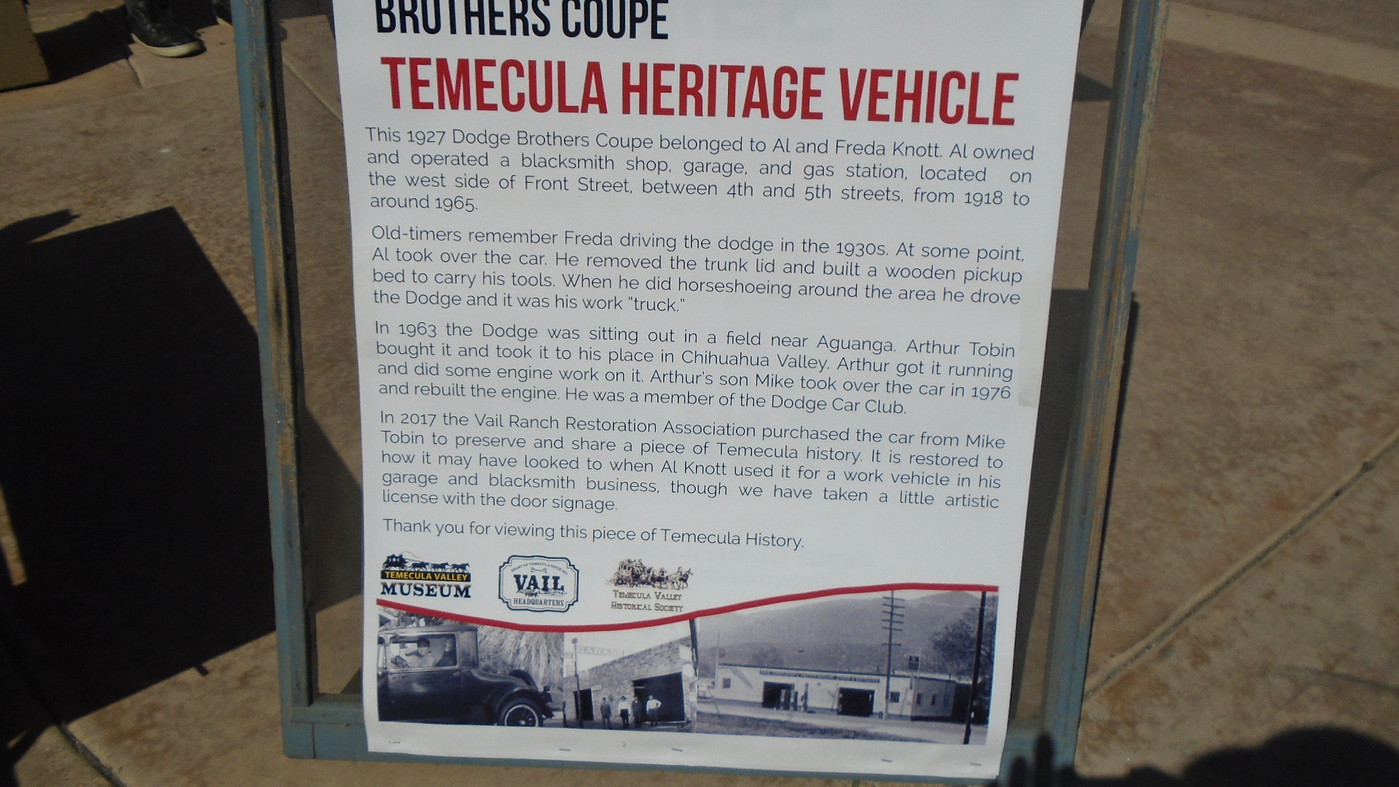 BROTHERS COUPE
TEMECULA HERITAGE VEHICLE
This 1927 Dodge Brothers Coupe belonged to Al and Freda Knott. Al owned
and operated a blacksmith shop, garage, and gas station, located on
the west side of Front Street, between 4th and 5th streets, from 1918 to
around 1965.
Old-timers remember Freda driving the dodge in the 1930s. At some point,
Al took over the car. He removed the trunk lid and built a wooden pickup
bed to carry his tools. When he did horseshoeing around the area he drove
the Dodge and it was his work “truck.”
In 1963 the Dodge was sitting out in a field near Aguanga. Arthur Tobin
bought it and took it to his place in Chihuahua Valley. Arthur got it running
and did some engine work on it. Arthur's son Mike took over the car in 1976
and rebuilt the engine. He was a member of the Dodge Car Club.
In 2017 the Vail Ranch Restoration Association purchased the car from Mike
Tobin to preserve and share a piece of Temecula history. It is restored to
how it may have looked to when Al Knott used it for a work vehicle in his
garage and blacksmith business, though we have taken a little artistic
license with the door signage.
Thank you for viewing this piece of Temecula History.
TEMECULA VALLEY
MUSEUM
VAIL
HEADQUARTERS
TEMECULA VALLEY
HISTORICAL SOCIETY
GARAGE